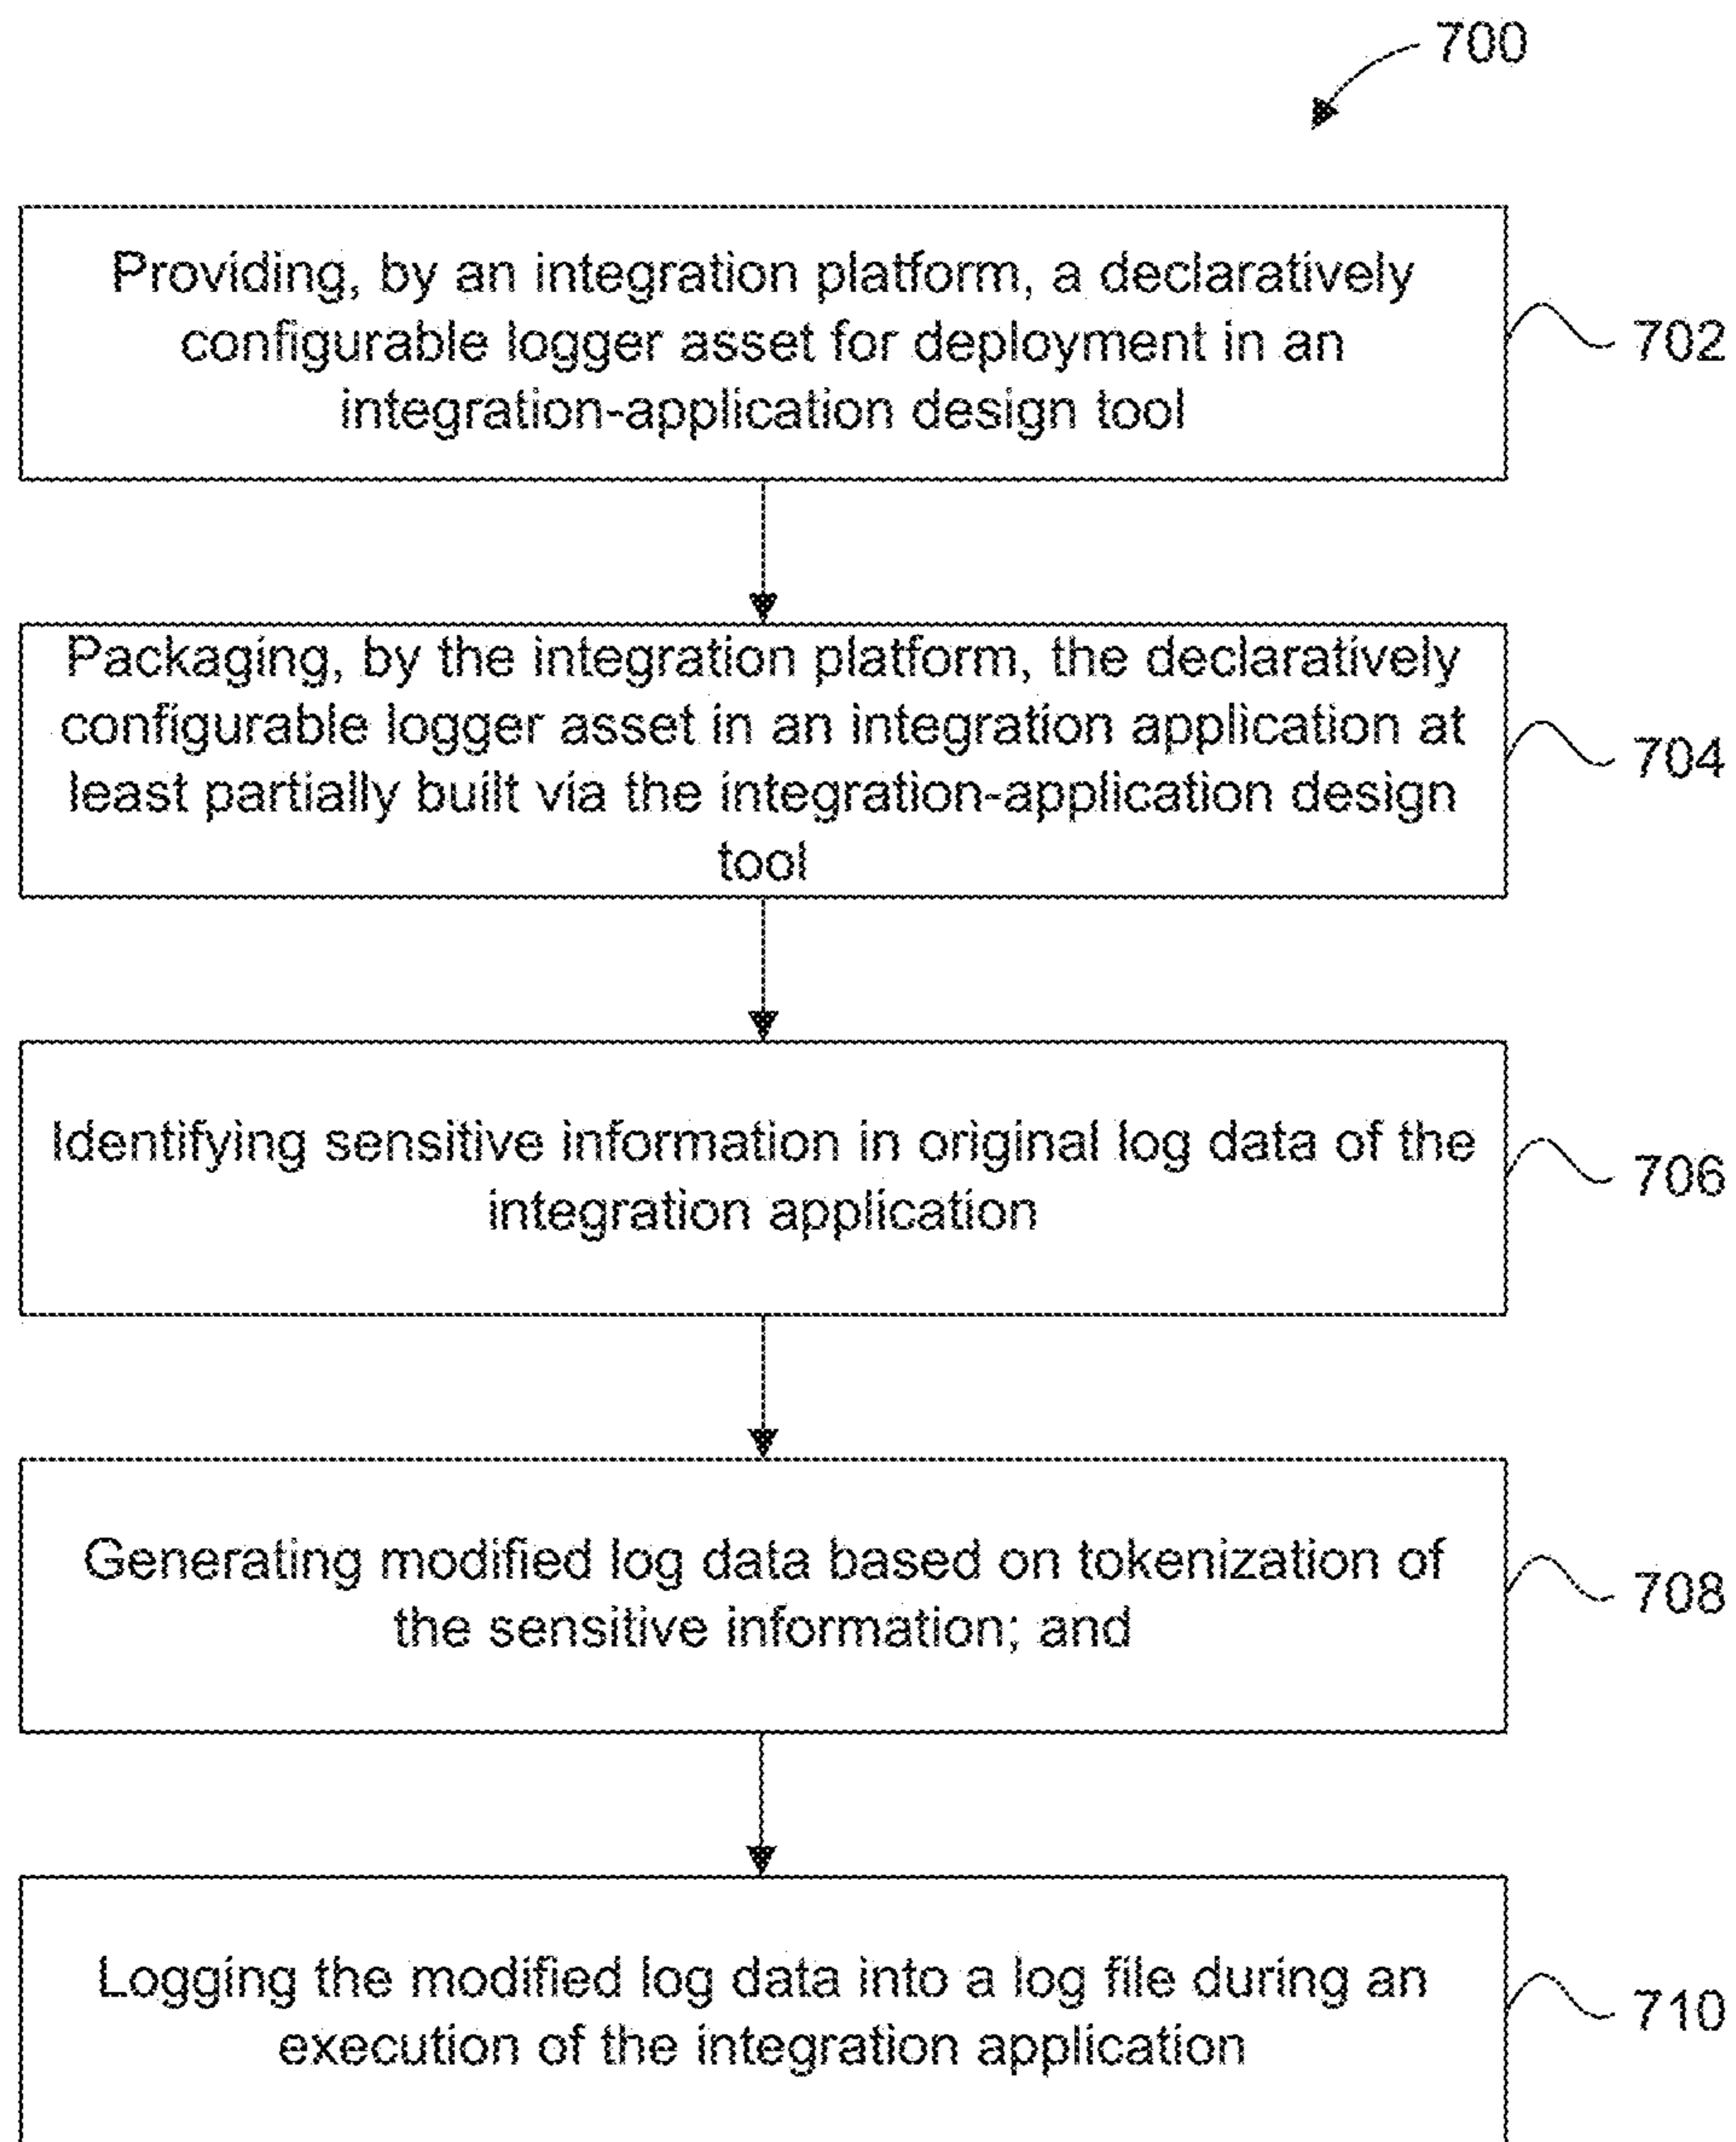 700
Providing, by an integration platform, a declaratively
configurable logger asset for deployment in an
integration-application design tool
702
Packaging, by the integration platform, the declaratively
configurable logger asset in an integration application at
least partially built via the integration-application design
tool
704
Identifying sensitive information in original log data of the
integration application
706
Generating modified log data based on tokenization of
the sensitive information; and
708
Logging the modified log data into a log file during an
execution of the integration application
710